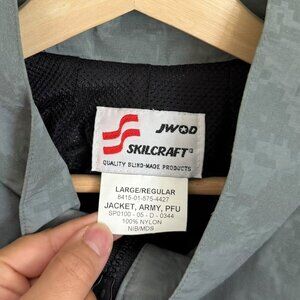 JWOD
SKILCRAFT®
QUALITY BLIND-MADE PRODUCTS
LARGE/REGULAR
8415-01-575-4427
JACKET, ARMY, PFU
SP0100 - 05 - D - 0344
100% NYLON
NIB/MD9